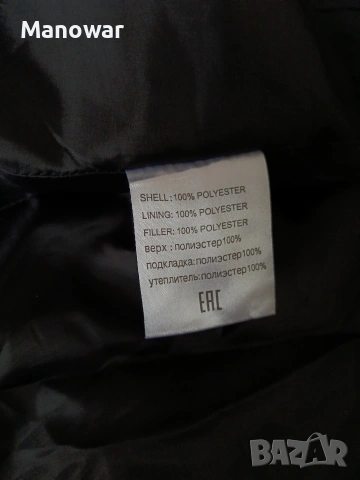 Manowar
SHELL:100% POLYESTER
LINING: 100% POLYESTER
FILLER: 100% POLYESTER
верх : полиэстер100%
подкладка:полиэстер100%
утеплитель:полиэстер100%
EAC
BAZAR